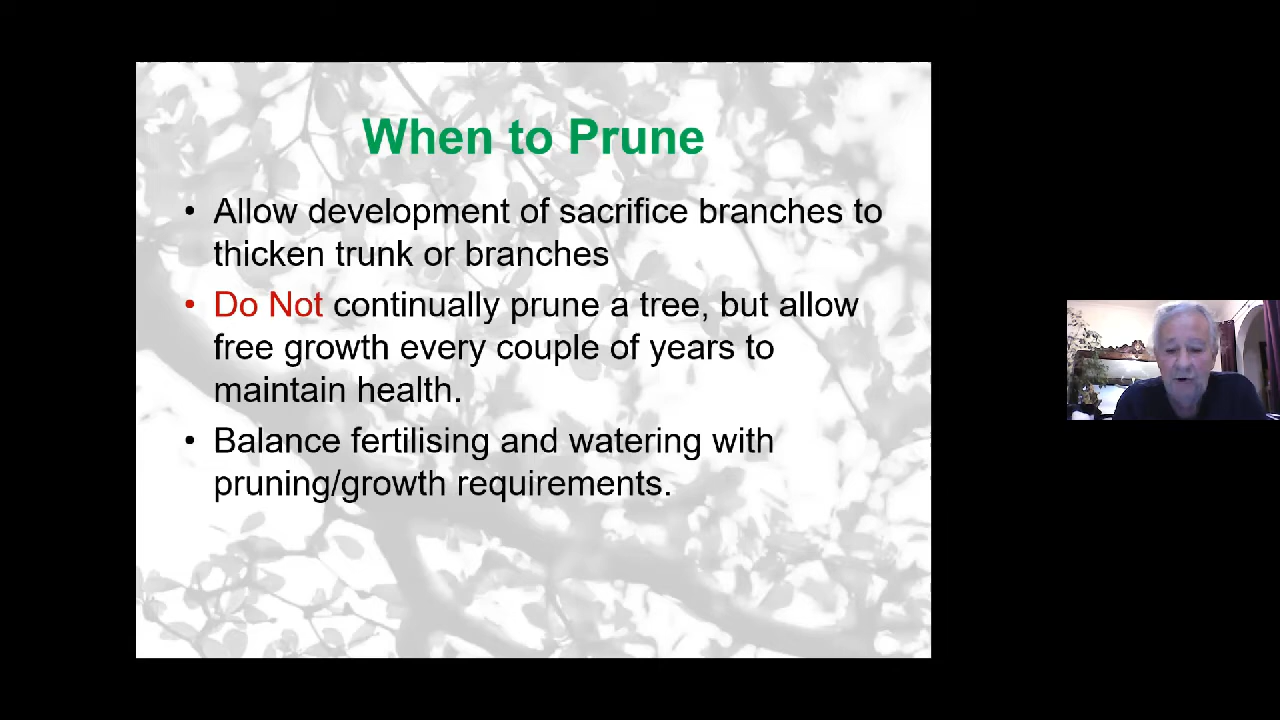 When to Prune
• Allow development of sacrifice branches to
thicken trunk or branches
• Do Not continually prune a tree, but allow
free growth every couple of years to
maintain health.
• Balance fertilising and watering with
pruning/growth requirements.